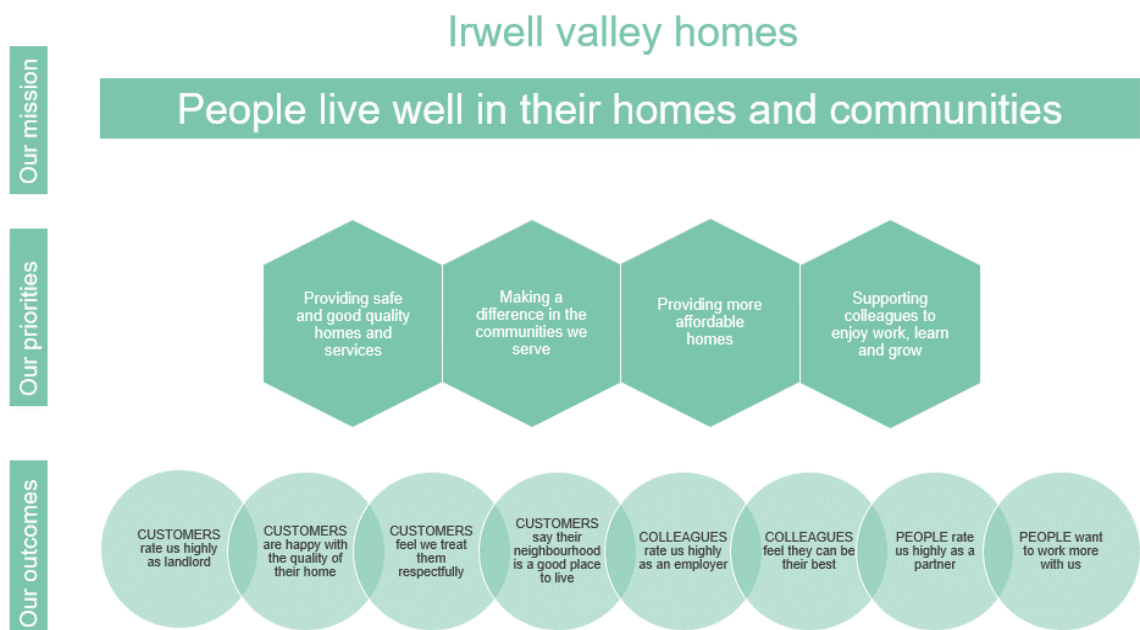 Irwell valley homes
Our mission
People live well in their homes and communities
Our priorities
Providing safe
and good quality
homes and
services
Making a
difference in the
communities we
serve
Providing more
affordable
homes
Supporting
colleagues to
enjoy work, learn
and grow
Our outcomes
CUSTOMERS
rate us highly
as landlord
CUSTOMERS
are happy with
the quality of
their home
CUSTOMERS
feel we treat
them
respectfully
CUSTOMERS
say their
neighbourhood
is a good place
to live
COLLEAGUES
rate us highly
as an employer
COLLEAGUES
feel they can be
their best
PEOPLE rate
us highly as a
partner
PEOPLE want
to work more
with us